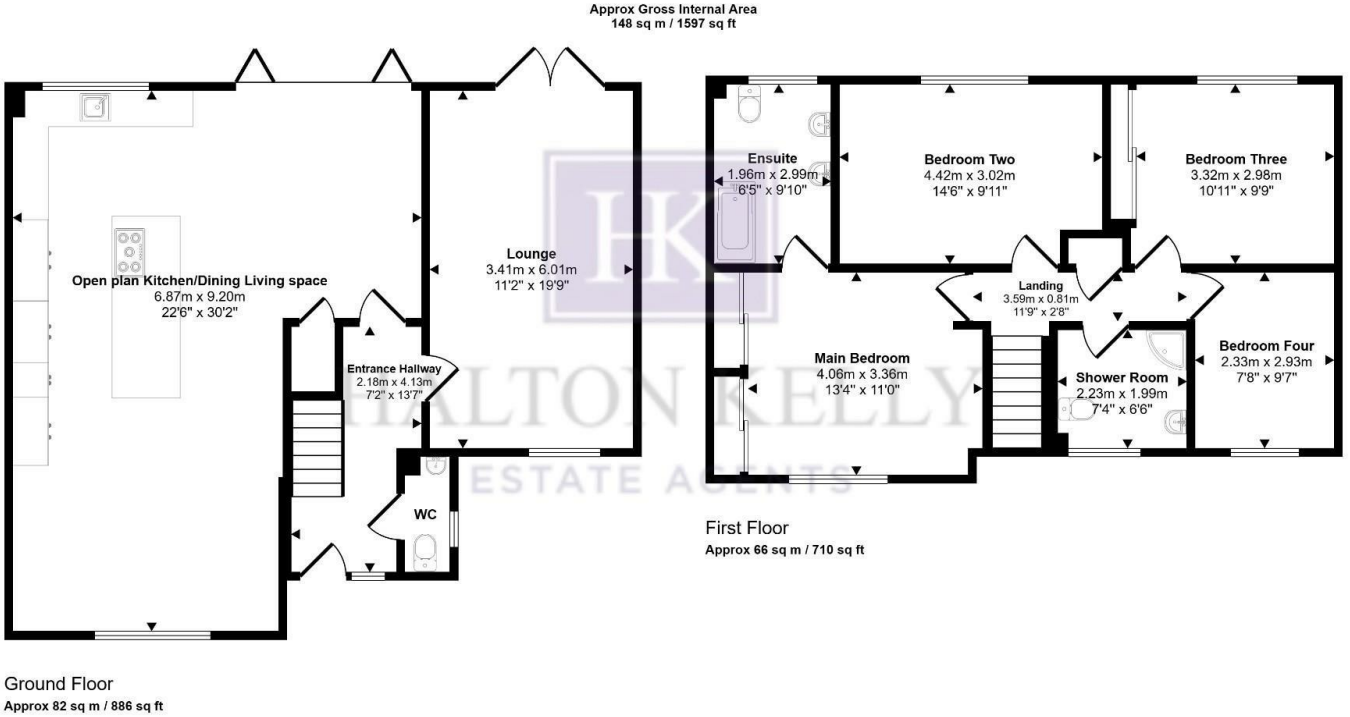 Approx Gross Internal Area
148 sq m / 1597 sq ft
Open plan Kitchen/Dining Living space
6.87m x 9.20m
22'6" x 30'2"
Lounge
3.41m x 6.01m
11'2" x 19'9"
Entrance Hallway
2.18m x 4.13m
7'2" x 13'7"
WC
Ground Floor
Approx 82 sq m / 886 sq ft
Ensuite
1.96m x 2.99m
6'5" x 9'10"
Bedroom Two
4.42m x 3.02m
14'6" x 9'11"
Bedroom Three
3.32m x 2.98m
10'11" x 9'9"
Landing
3.59m x 0.81m
11'9" x 2'8"
Main Bedroom
4.06m x 3.36m
13'4" x 11'0"
Shower Room
2.23m x 1.99m
7'4" x 6'6"
Bedroom Four
2.33m x 2.93m
7'8" x 9'7"
First Floor
Approx 66 sq m / 710 sq ft
HK
HALTON KELLY
ESTATE AGENTS